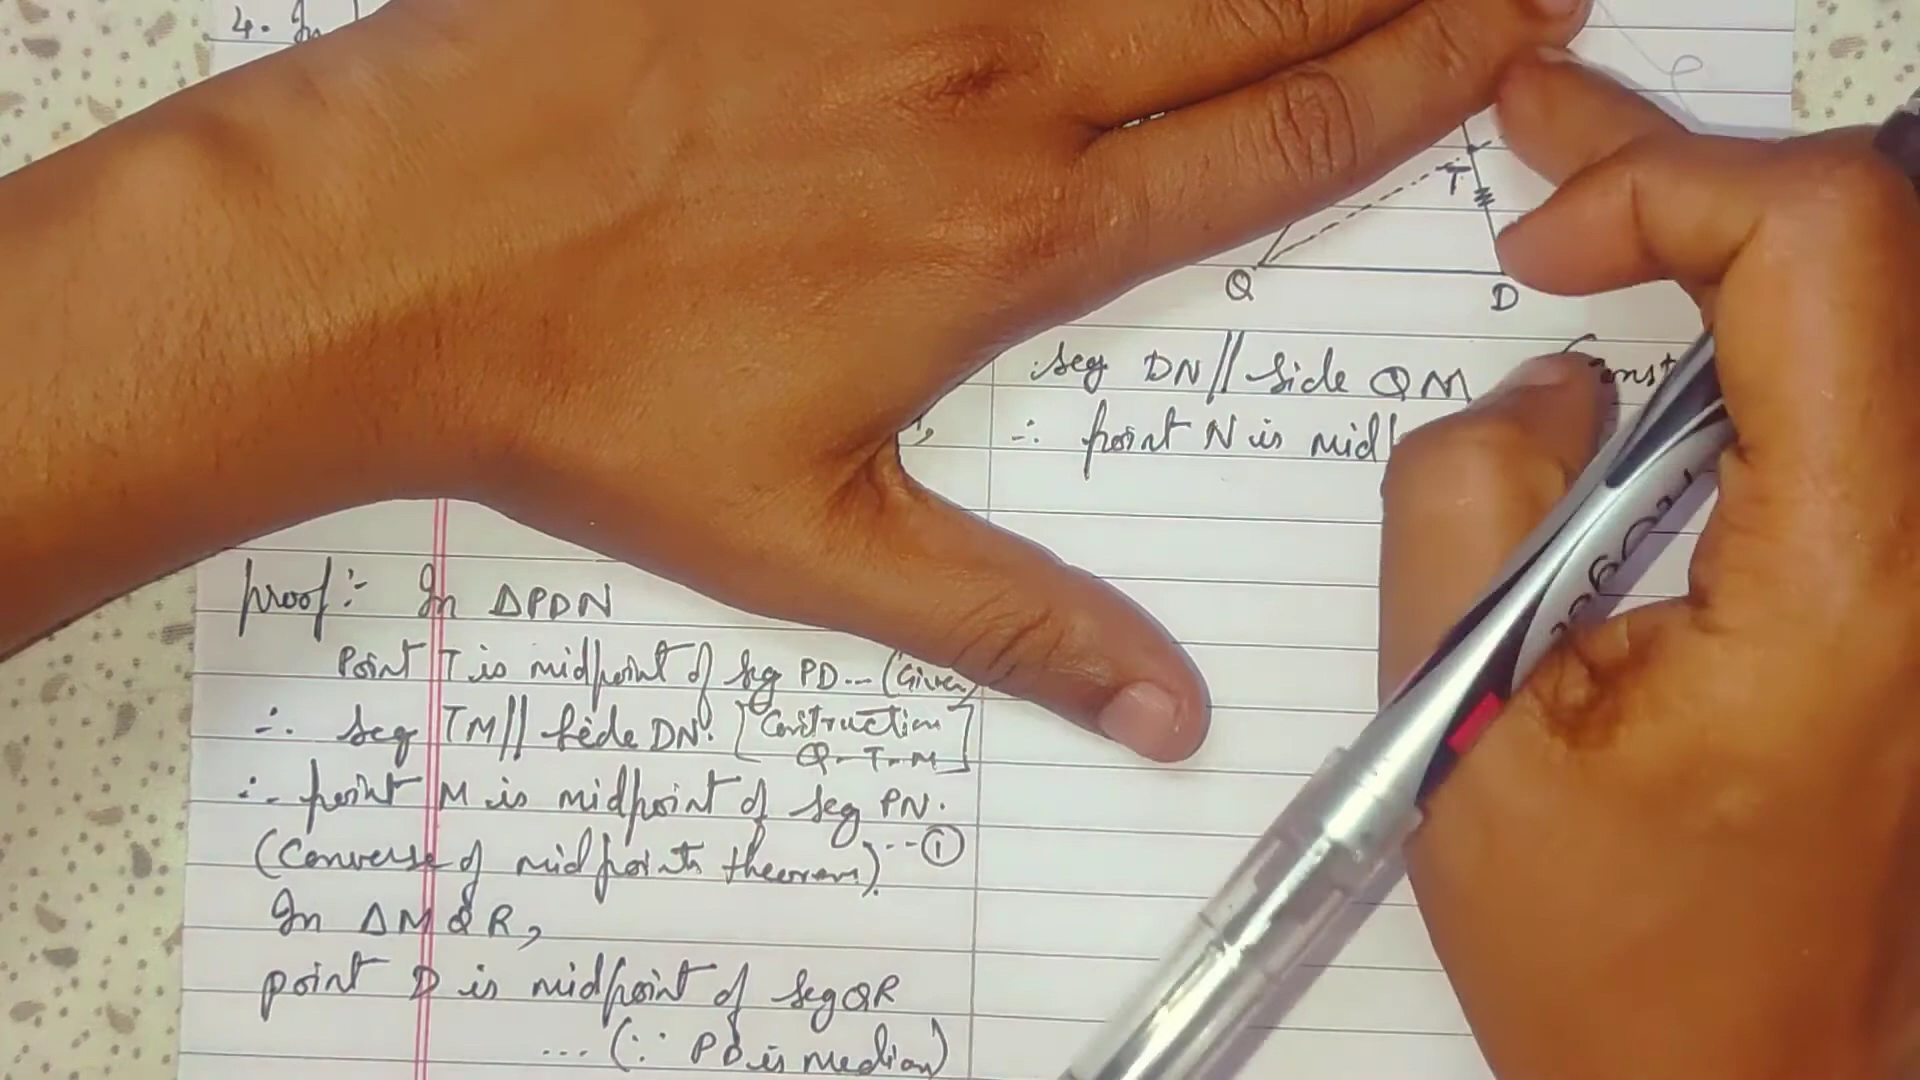 4. In
T
Q
D
proof :- In ΔPDN
Point T is midpoint of seg PD... (Given)
∴ seg TM || side DN. [Construction
Q-T-M]
∴ point M is midpoint of seg PN.
(Converse of midpoint theorem) ...①
In ΔMQR,
point D is midpoint of seg QR
... (∵ PD is median)
seg DN || side QM (Const
∴ point N is mid